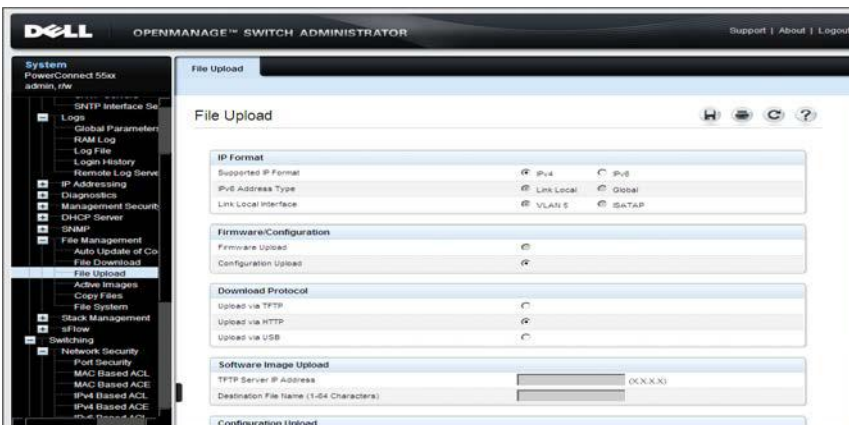 DELL
OPENMANAGE™ SWITCH ADMINISTRATOR
Support | About | Logout
System
PowerConnect 55xx
admin, r/w
SNTP Interface Se
Logs
Global Parameters
RAM Log
Log File
Login History
Remote Log Serve
IP Addressing
Diagnostics
Management Securit
DHCP Server
SNMP
File Management
Auto Update of Co
File Download
File Upload
Active Images
Copy Files
File System
Stack Management
sFlow
Switching
Network Security
Port Security
MAC Based ACL
MAC Based ACE
IPv4 Based ACL
IPv4 Based ACE
File Upload
File Upload
IP Format
Supported IP Format IPv4 IPv6
IPv6 Address Type Link Local Global
Link Local Interface VLAN 5 ISATAP
Firmware/Configuration
Firmware Upload
Configuration Upload
Download Protocol
Upload via TFTP
Upload via HTTP
Upload via USB
Software Image Upload
TFTP Server IP Address (X.X.X.X)
Destination File Name (1-64 Characters)
Configuration Upload